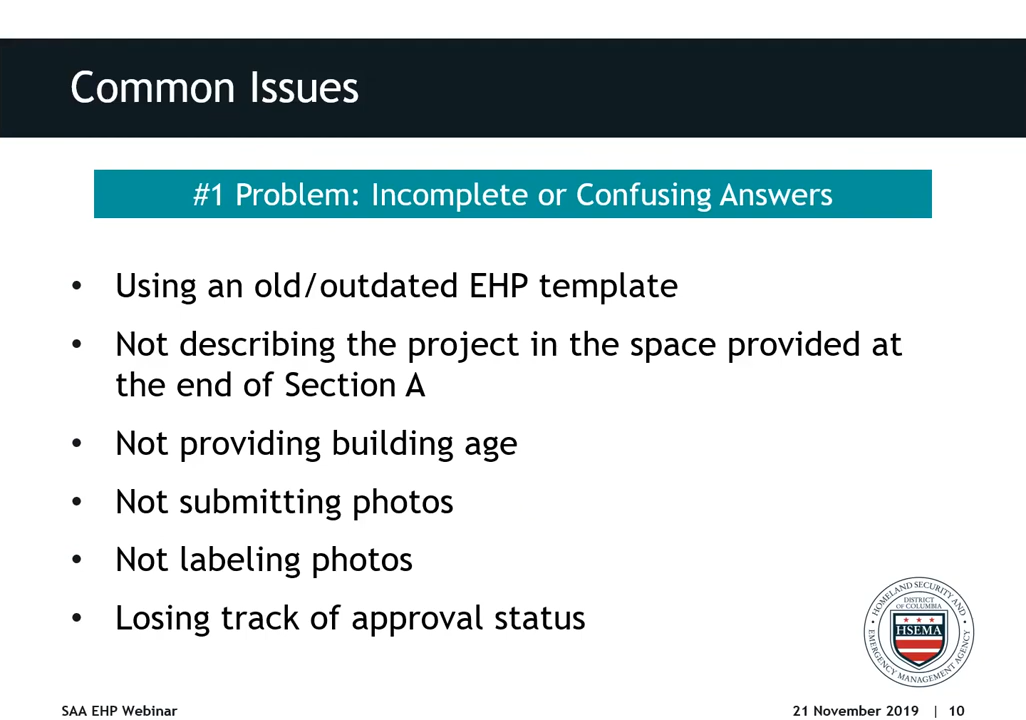 Common Issues
#1 Problem: Incomplete or Confusing Answers
• Using an old/outdated EHP template
• Not describing the project in the space provided at
the end of Section A
• Not providing building age
• Not submitting photos
• Not labeling photos
• Losing track of approval status
HOMELAND SECURITY AND
EMERGENCY MANAGEMENT AGENCY
DISTRICT
OF COLUMBIA
HSEMA
SAA EHP Webinar
21 November 2019 | 10